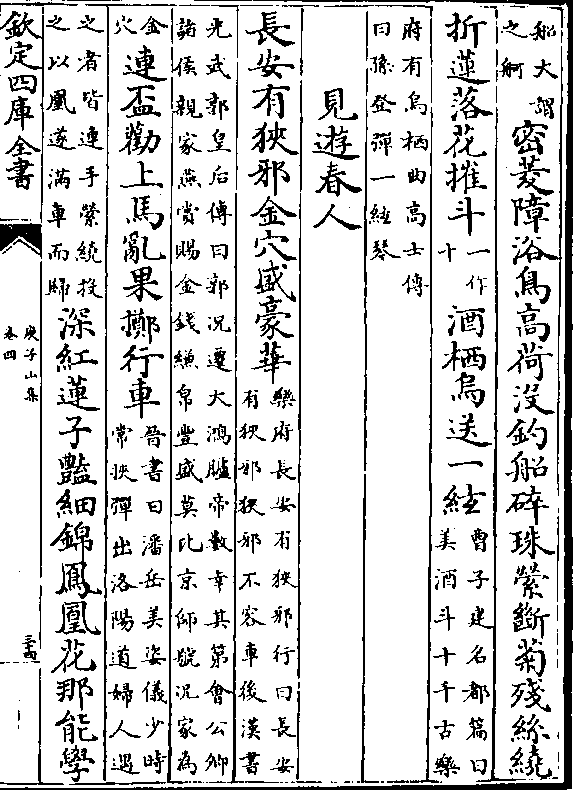 船大謂之舸密菱障浴鳥高荷没釣船碎珠縈斷菊殘絲繞
折蓮落花摧斗一作十酒栖烏送一絃曹子建名都篇曰美酒斗十千古樂
府有烏栖曲高士傳曰孫登彈一絃琴
見遊春人
長安有狹邪金穴盛豪華樂府長安有狹邪行曰長安有狹邪狹邪不容車後漢書
光武郭皇后傳曰郭況遷大鴻臚帝數幸其第會公卿諸侯親家燕賞賜金錢縑帛豐盛莫比京師號況家為
金穴連盃勸上馬亂果擲行車晉書曰潘岳美姿儀少時常挾彈出洛陽道婦人遇
之者皆連手縈繞投之以菓遂滿車而歸深紅蓮子豔細錦鳳凰花那能學
欽定四庫全書
庾子山集
卷四
三十四